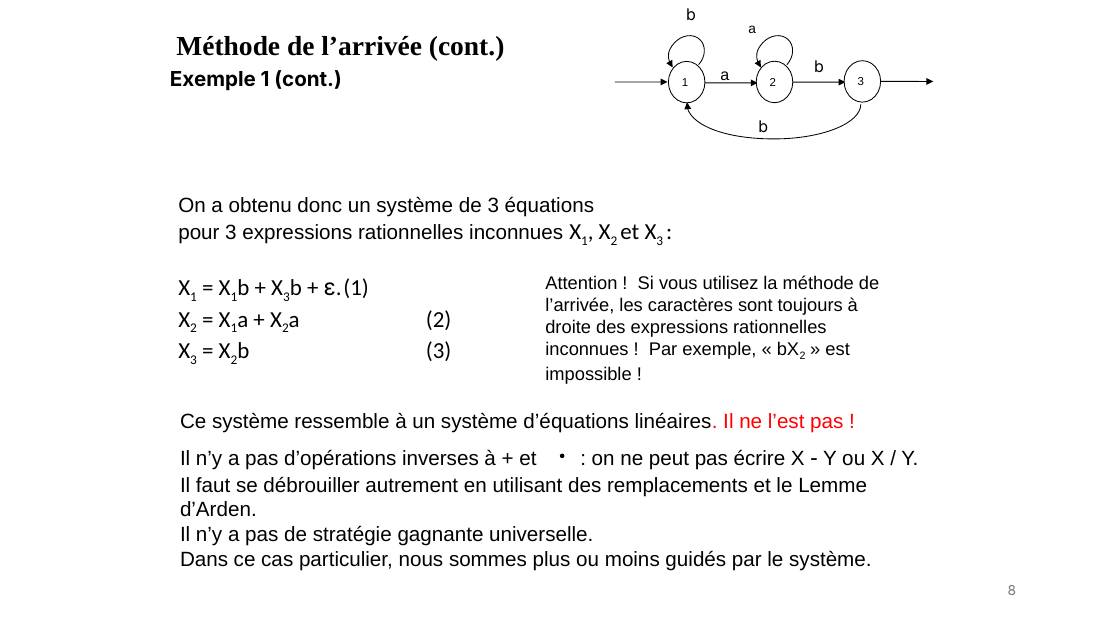 Méthode de l’arrivée (cont.)
Exemple 1 (cont.)
b
a
1
a
2
b
3
b
On a obtenu donc un système de 3 équations
pour 3 expressions rationnelles inconnues X₁, X₂ et X₃ :
X₁ = X₁b + X₃b + ε. (1)
X₂ = X₁a + X₂a (2)
X₃ = X₂b (3)
Attention ! Si vous utilisez la méthode de
l’arrivée, les caractères sont toujours à
droite des expressions rationnelles
inconnues ! Par exemple, « bX₂ » est
impossible !
Ce système ressemble à un système d’équations linéaires. Il ne l’est pas !
Il n’y a pas d’opérations inverses à + et • : on ne peut pas écrire X - Y ou X / Y.
Il faut se débrouiller autrement en utilisant des remplacements et le Lemme
d’Arden.
Il n’y a pas de stratégie gagnante universelle.
Dans ce cas particulier, nous sommes plus ou moins guidés par le système.
8